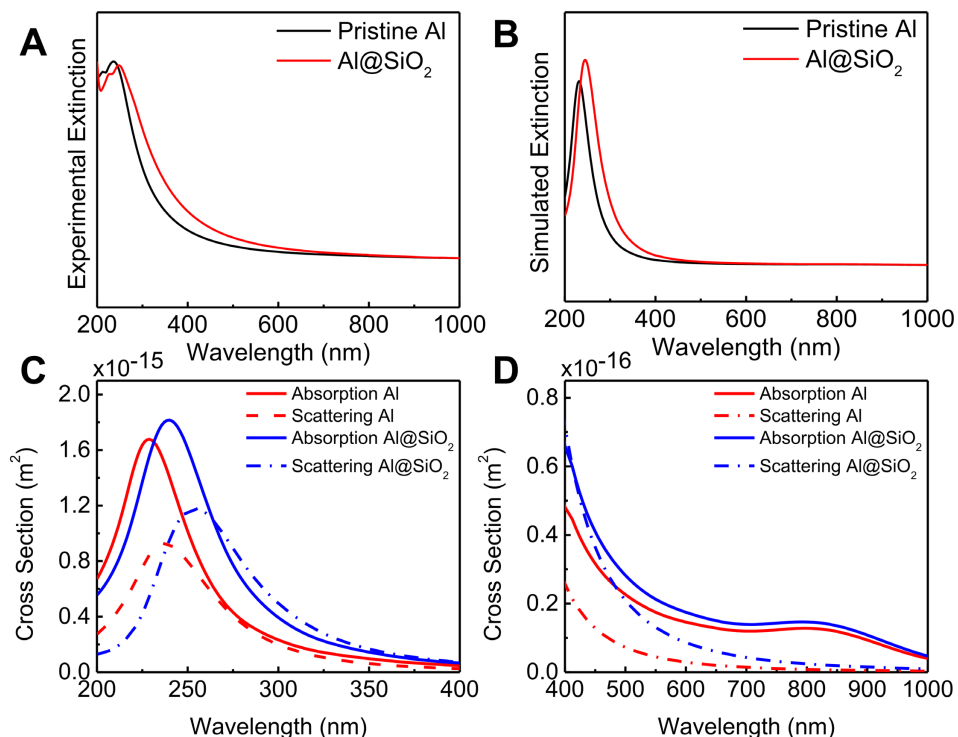 A
Pristine Al
Al@SiO₂
Experimental Extinction
200 400 600 800 1000
Wavelength (nm)
B
Pristine Al
Al@SiO₂
Simulated Extinction
200 400 600 800 1000
Wavelength (nm)
C
x10⁻¹⁵
Absorption Al
Scattering Al
Absorption Al@SiO₂
Scattering Al@SiO₂
Cross Section (m²)
1.8
1.2
0.6
0.4
0.0
200 250 300 350 400
Wavelength (nm)
D
x10⁻¹⁶
Absorption Al
Scattering Al
Absorption Al@SiO₂
Scattering Al@SiO₂
Cross Section (m²)
0.8
0.6
0.4
0.2
0.0
400 500 600 700 800 900 1000
Wavelength (nm)